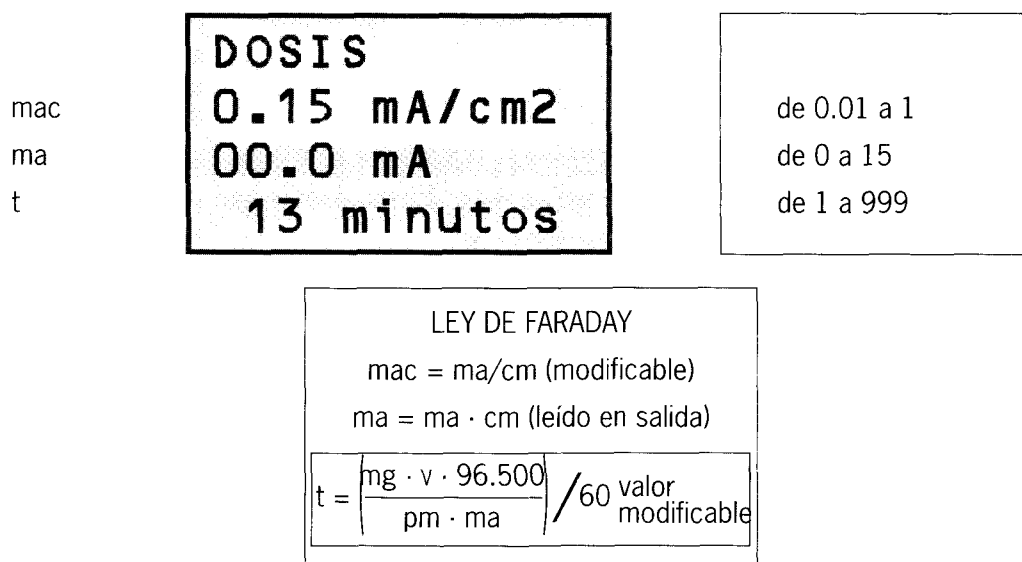 DOSIS
mac 0.15 mA/cm2 de 0.01 a 1
ma 00.0 mA de 0 a 15
t 13 minutos de 1 a 999
LEY DE FARADAY
mac = ma/cm (modificable)
ma = ma · cm (leído en salida)
t = (mg · v · 96.500 / pm · ma) /60 valor modificable